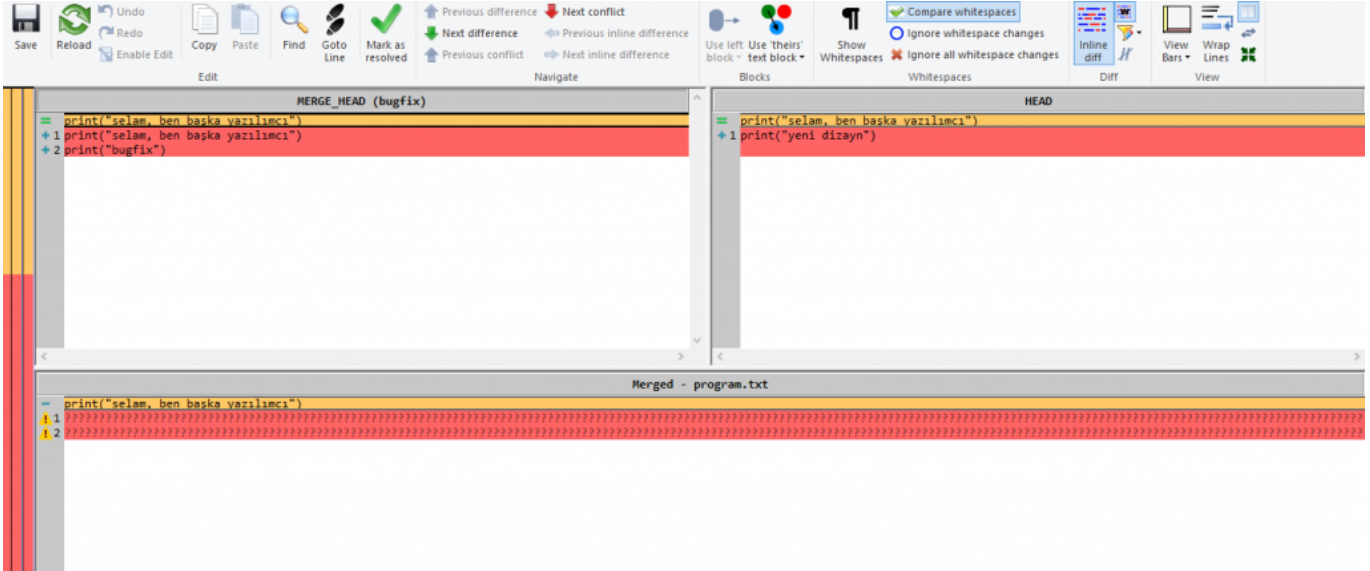 Save
Reload
Undo
Redo
Enable Edit
Copy
Paste
Find
Goto Line
Mark as resolved
Edit
Previous difference
Next difference
Previous conflict
Next conflict
Previous inline difference
Next inline difference
Navigate
Use left block
Use 'theirs' text block
Blocks
Show Whitespaces
Compare whitespaces
Ignore whitespace changes
Ignore all whitespace changes
Whitespaces
Inline diff
Diff
View Bars
Wrap Lines
View
MERGE_HEAD (bugfix)
print("selam, ben başka yazılımcı")
1 print("selam, ben başka yazılımcı")
2 print("bugfix")
HEAD
print("selam, ben başka yazılımcı")
1 print("yeni dizayn")
Merged - program.txt
print("selam, ben başka yazılımcı")
1
2